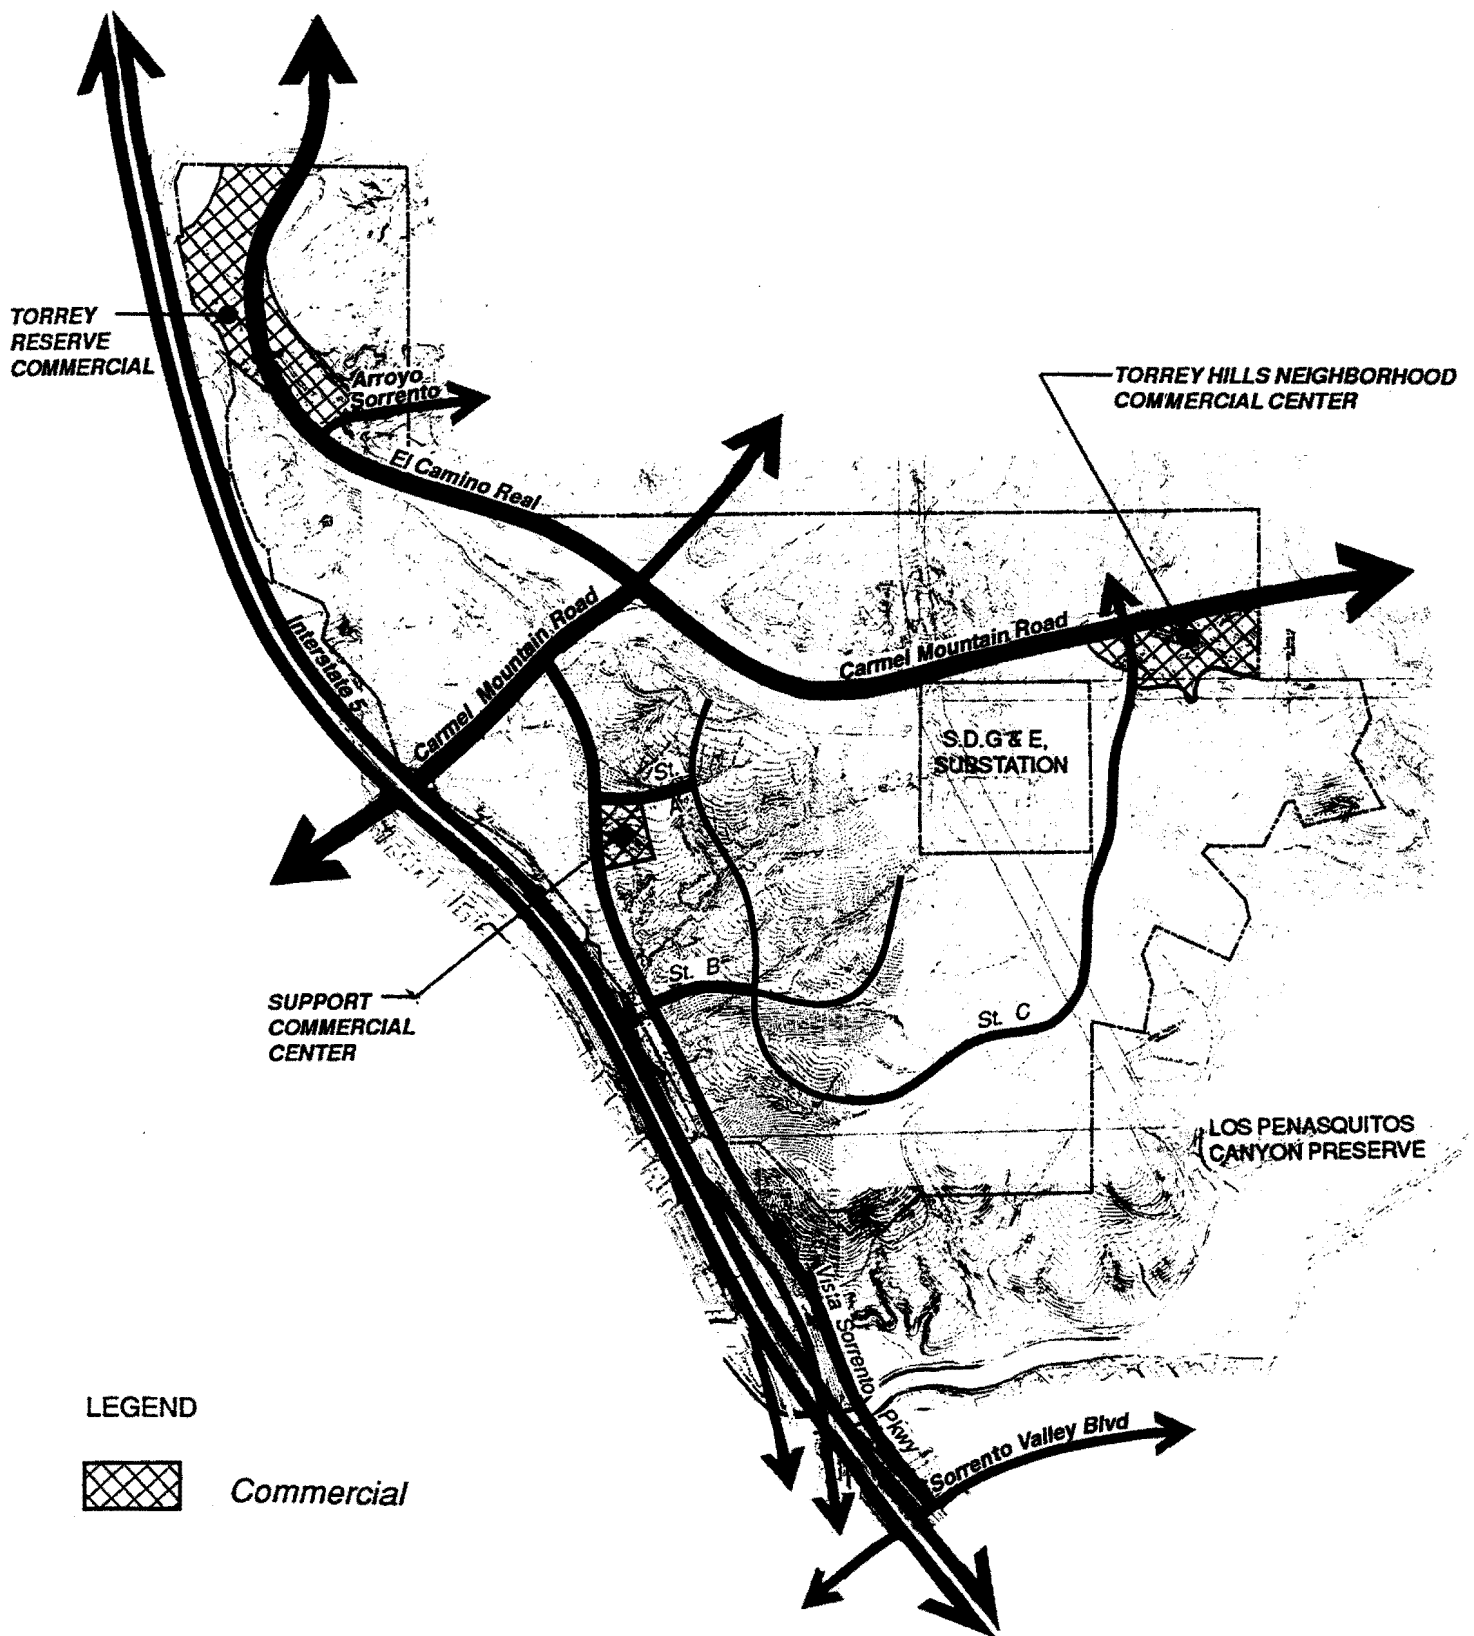 TORREY
RESERVE
COMMERCIAL
Arroyo
Sorrento
TORREY HILLS NEIGHBORHOOD
COMMERCIAL CENTER
El Camino Real
Interstate 5
Carmel Mountain Road
Carmel Mountain Road
S.D.G & E,
SUBSTATION
St.
SUPPORT
COMMERCIAL
CENTER
St. B
St. C
LOS PENASQUITOS
CANYON PRESERVE
Vista Sorrento Pkwy
Sorrento Valley Blvd
LEGEND
Commercial